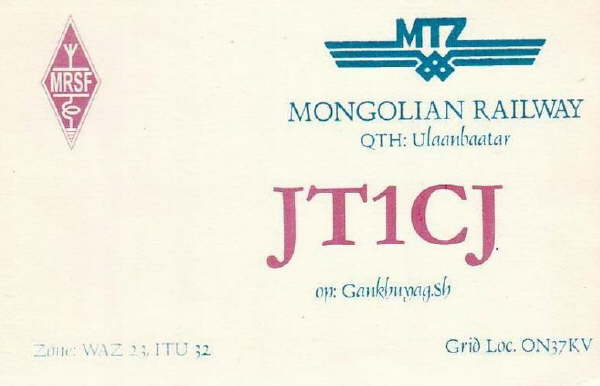 MRSF
MTZ
MONGOLIAN RAILWAY
QTH: Ulaanbaatar
JT1CJ
op: Gankhuyag.Sh
Zone: WAZ 23, ITU 32
Grid Loc. ON37KV